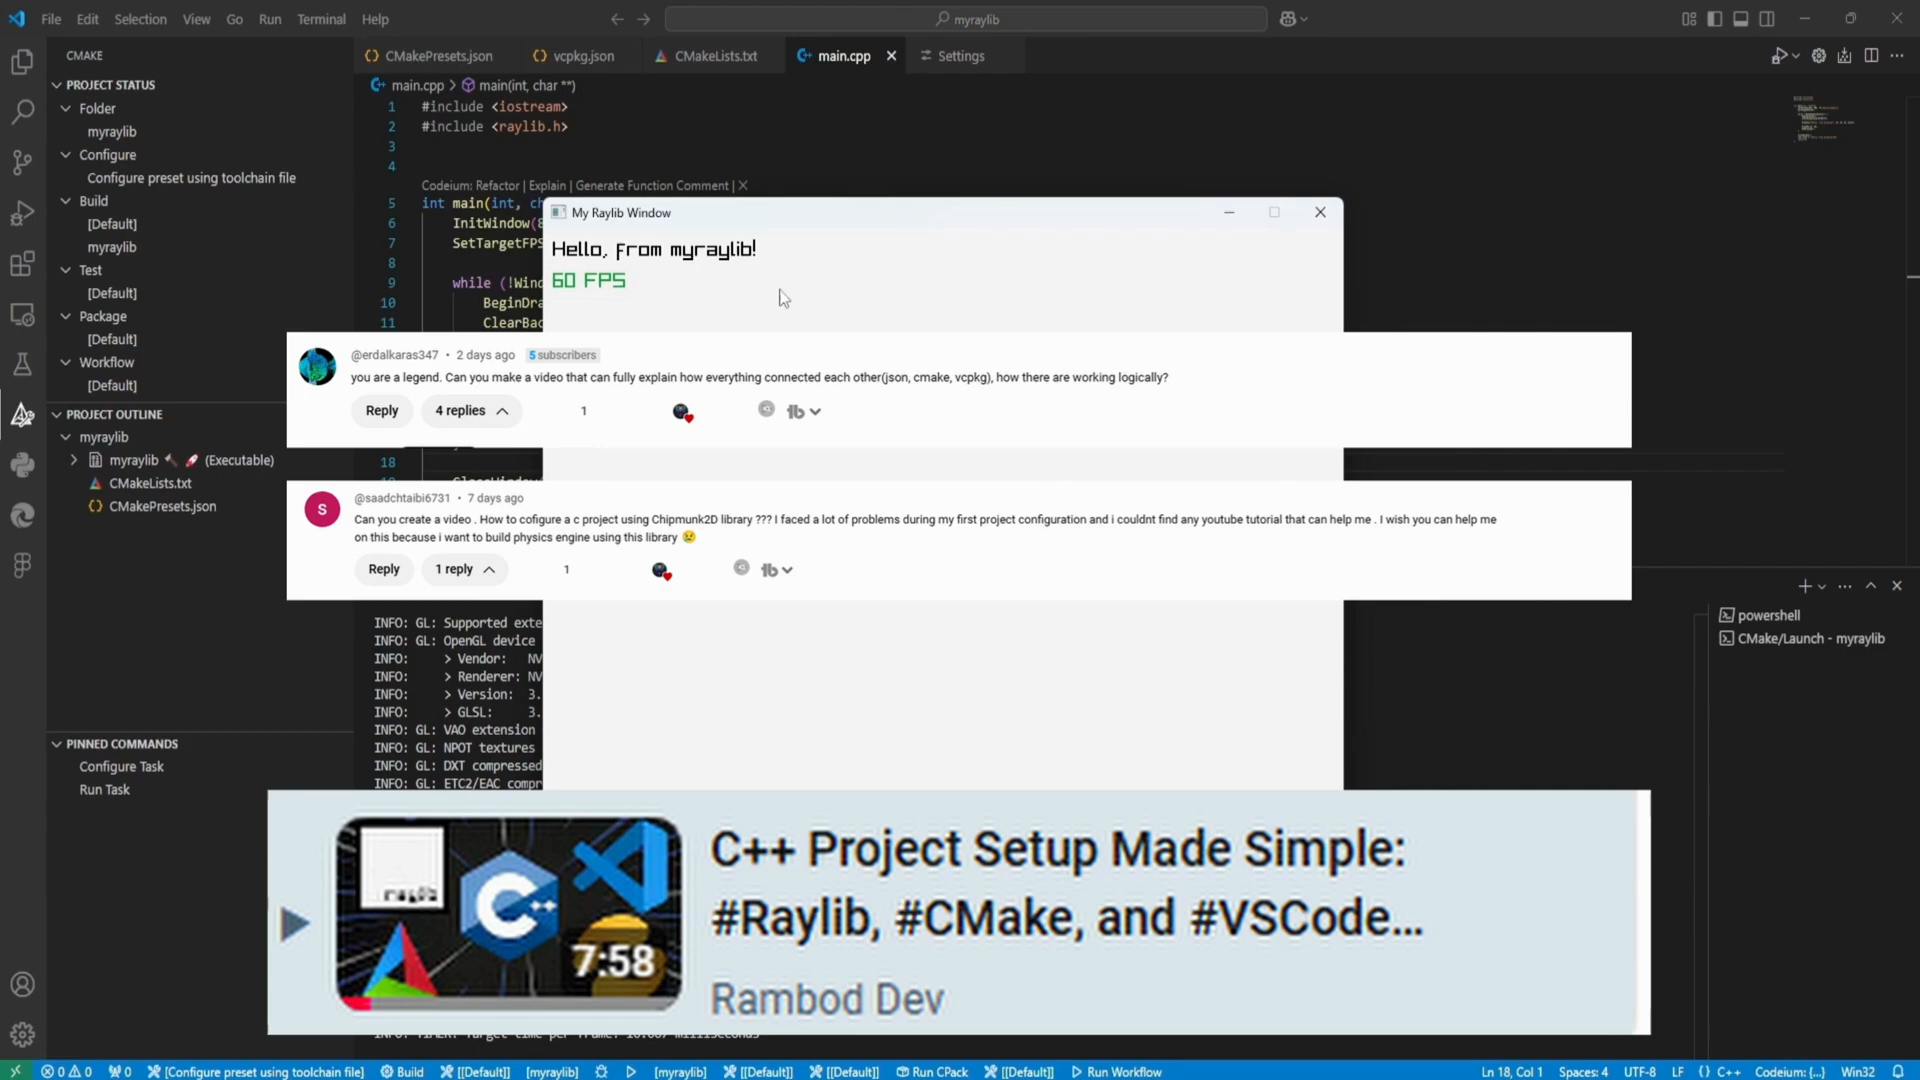 File Edit Selection View Go Run Terminal Help
myraylib
CMAKE
PROJECT STATUS
Folder
myraylib
Configure
Configure preset using toolchain file
Build
[Default]
myraylib
Test
[Default]
Package
[Default]
Workflow
[Default]
PROJECT OUTLINE
myraylib
myraylib (Executable)
CMakeLists.txt
CMakePresets.json
PINNED COMMANDS
Configure Task
Run Task
CMakePresets.json vcpkg.json CMakeLists.txt main.cpp Settings
main.cpp > main(int, char **)
1 #include <iostream>
2 #include <raylib.h>
3
4
Codeium: Refactor | Explain | Generate Function Comment | X
5 int main(int, ch
6 InitWindow(8
7 SetTargetFPS
8
9 while (!Wind
10 BeginDra
11 ClearBac
18
My Raylib Window
Hello, from myraylib!
60 FPS
@erdalkaras347 • 2 days ago 5 subscribers
you are a legend. Can you make a video that can fully explain how everything connected each other(json, cmake, vcpkg), how there are working logically?
Reply 4 replies 1
@saadchtaibi6731 • 7 days ago
S
Can you create a video . How to cofigure a c project using Chipmunk2D library ??? I faced a lot of problems during my first project configuration and i couldnt find any youtube tutorial that can help me . I wish you can help me
on this because i want to build physics engine using this library 😢
Reply 1 reply 1
INFO: GL: Supported exte
INFO: GL: OpenGL device
INFO: > Vendor: NV
INFO: > Renderer: NV
INFO: > Version: 3.
INFO: > GLSL: 3.
INFO: GL: VAO extension
INFO: GL: NPOT textures
INFO: GL: DXT compressed
INFO: GL: ETC2/EAC compr
powershell
CMake/Launch - myraylib
C++ Project Setup Made Simple:
#Raylib, #CMake, and #VSCode...
Rambod Dev
7:58
0 0 0 [Configure preset using toolchain file] Build [[Default]] [myraylib] [myraylib] [[Default]] [[Default]] Run CPack [[Default]] Run Workflow Ln 18, Col 1 Spaces: 4 UTF-8 LF {} C++ Codeium: {...} Win32